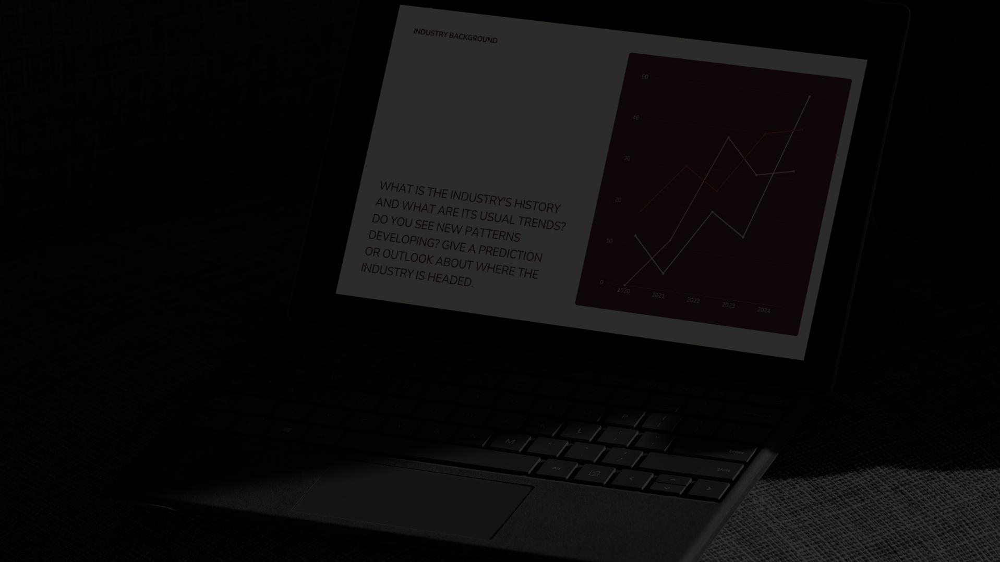 INDUSTRY BACKGROUND
WHAT IS THE INDUSTRY'S HISTORY
AND WHAT ARE ITS USUAL TRENDS?
DO YOU SEE NEW PATTERNS
DEVELOPING? GIVE A PREDICTION
OR OUTLOOK ABOUT WHERE THE
INDUSTRY IS HEADED.
50
40
30
20
10
0
2020
2021
2022
2023
2024
O
P
{
[
K
L
:
;
"
Enter
N
M
<
>
.
?
/
Shift
Alt